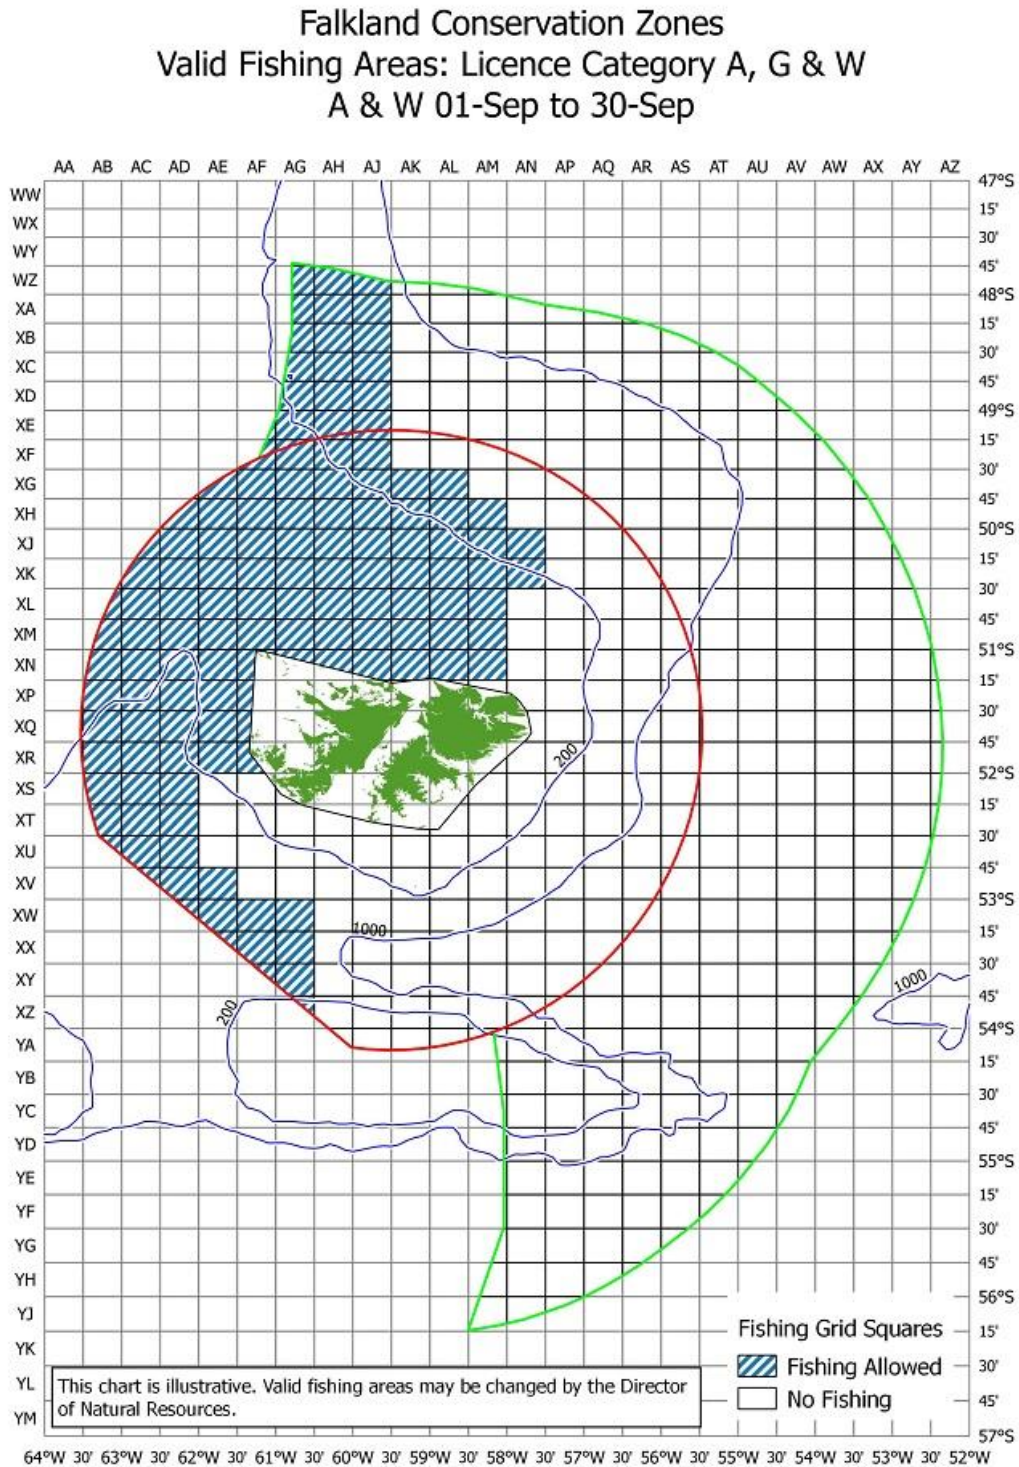 Falkland Conservation Zones
Valid Fishing Areas: Licence Category A, G & W
A & W 01-Sep to 30-Sep
AA AB AC AD AE AF AG AH AJ AK AL AM AN AP AQ AR AS AT AU AV AW AX AY AZ
47°S
WW
15'
WX
30'
WY
45'
WZ
48°S
XA
15'
XB
30'
XC
45'
XD
49°S
XE
15'
XF
30'
XG
45'
XH
50°S
XJ
15'
XK
30'
XL
45'
XM
51°S
XN
15'
XP
30'
XQ
45'
200
XR
52°S
XS
15'
XT
30'
XU
45'
XV
53°S
XW
1000
15'
XX
30'
XY
1000
45'
XZ
200
54°S
YA
15'
YB
30'
YC
45'
YD
55°S
YE
15'
YF
30'
YG
45'
YH
56°S
YJ
15'
YK
30'
YL
45'
YM
57°S
Fishing Grid Squares
Fishing Allowed
No Fishing
This chart is illustrative. Valid fishing areas may be changed by the Director
of Natural Resources.
64°W 30' 63°W 30' 62°W 30' 61°W 30' 60°W 30' 59°W 30' 58°W 30' 57°W 30' 56°W 30' 55°W 30' 54°W 30' 53°W 30' 52°W